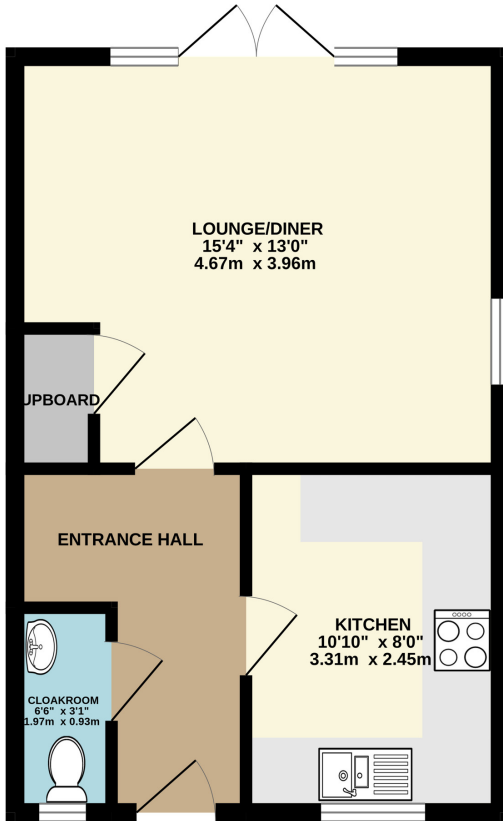 LOUNGE/DINER
15'4" x 13'0"
4.67m x 3.96m
UPBOARD
ENTRANCE HALL
KITCHEN
10'10" x 8'0"
3.31m x 2.45m
CLOAKROOM
6'6" x 3'1"
1.97m x 0.93m